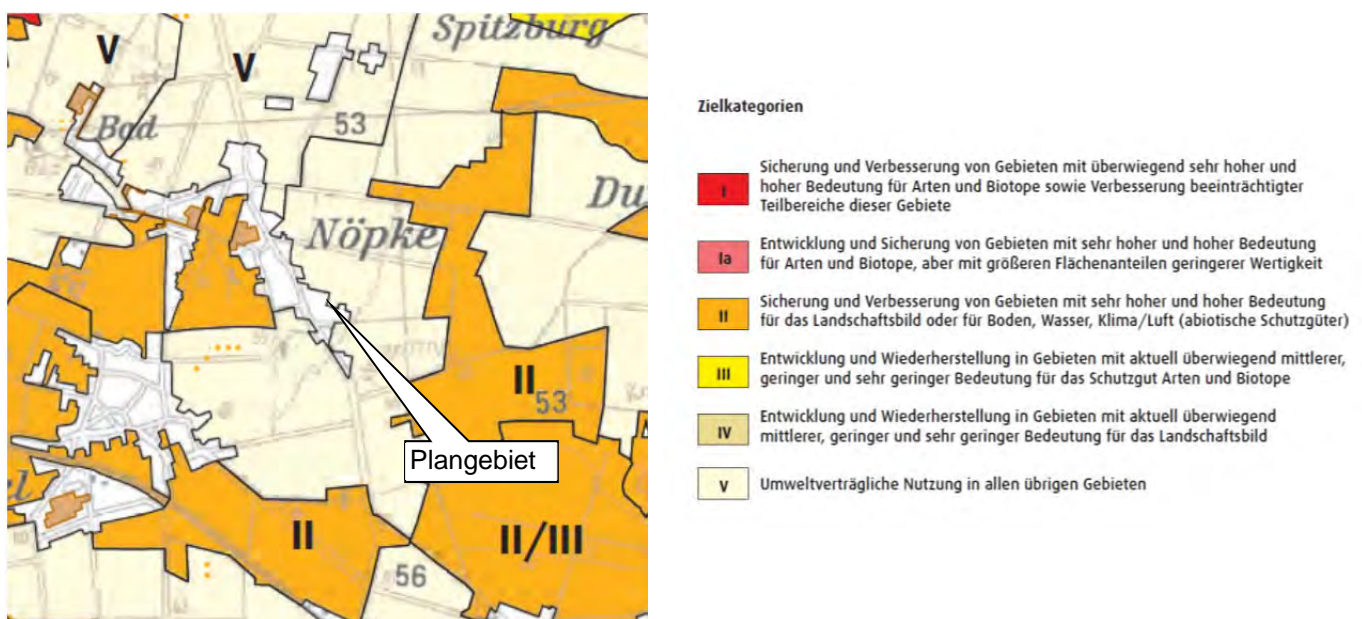 Spitzburg
V
V
53
Bad
Du
Nöpke
II
53
Plangebiet
II
II/III
56
Zielkategorien
I
Sicherung und Verbesserung von Gebieten mit überwiegend sehr hoher und
hoher Bedeutung für Arten und Biotope sowie Verbesserung beeinträchtigter
Teilbereiche dieser Gebiete
Ia
Entwicklung und Sicherung von Gebieten mit sehr hoher und hoher Bedeutung
für Arten und Biotope, aber mit größeren Flächenanteilen geringerer Wertigkeit
II
Sicherung und Verbesserung von Gebieten mit sehr hoher und hoher Bedeutung
für das Landschaftsbild oder für Boden, Wasser, Klima/Luft (abiotische Schutzgüter)
III
Entwicklung und Wiederherstellung in Gebieten mit aktuell überwiegend mittlerer,
geringer und sehr geringer Bedeutung für das Schutzgut Arten und Biotope
IV
Entwicklung und Wiederherstellung in Gebieten mit aktuell überwiegend
mittlerer, geringer und sehr geringer Bedeutung für das Landschaftsbild
V
Umweltverträgliche Nutzung in allen übrigen Gebieten